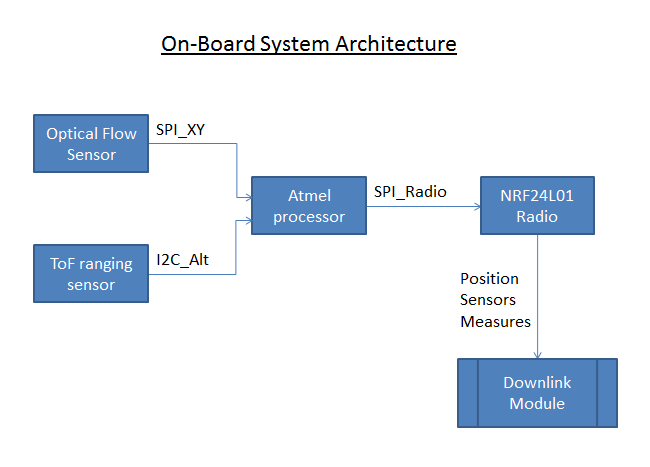 On-Board System Architecture
Optical Flow
Sensor
SPI_XY
Atmel
processor
SPI_Radio
NRF24L01
Radio
ToF ranging
sensor
I2C_Alt
Position
Sensors
Measures
Downlink
Module